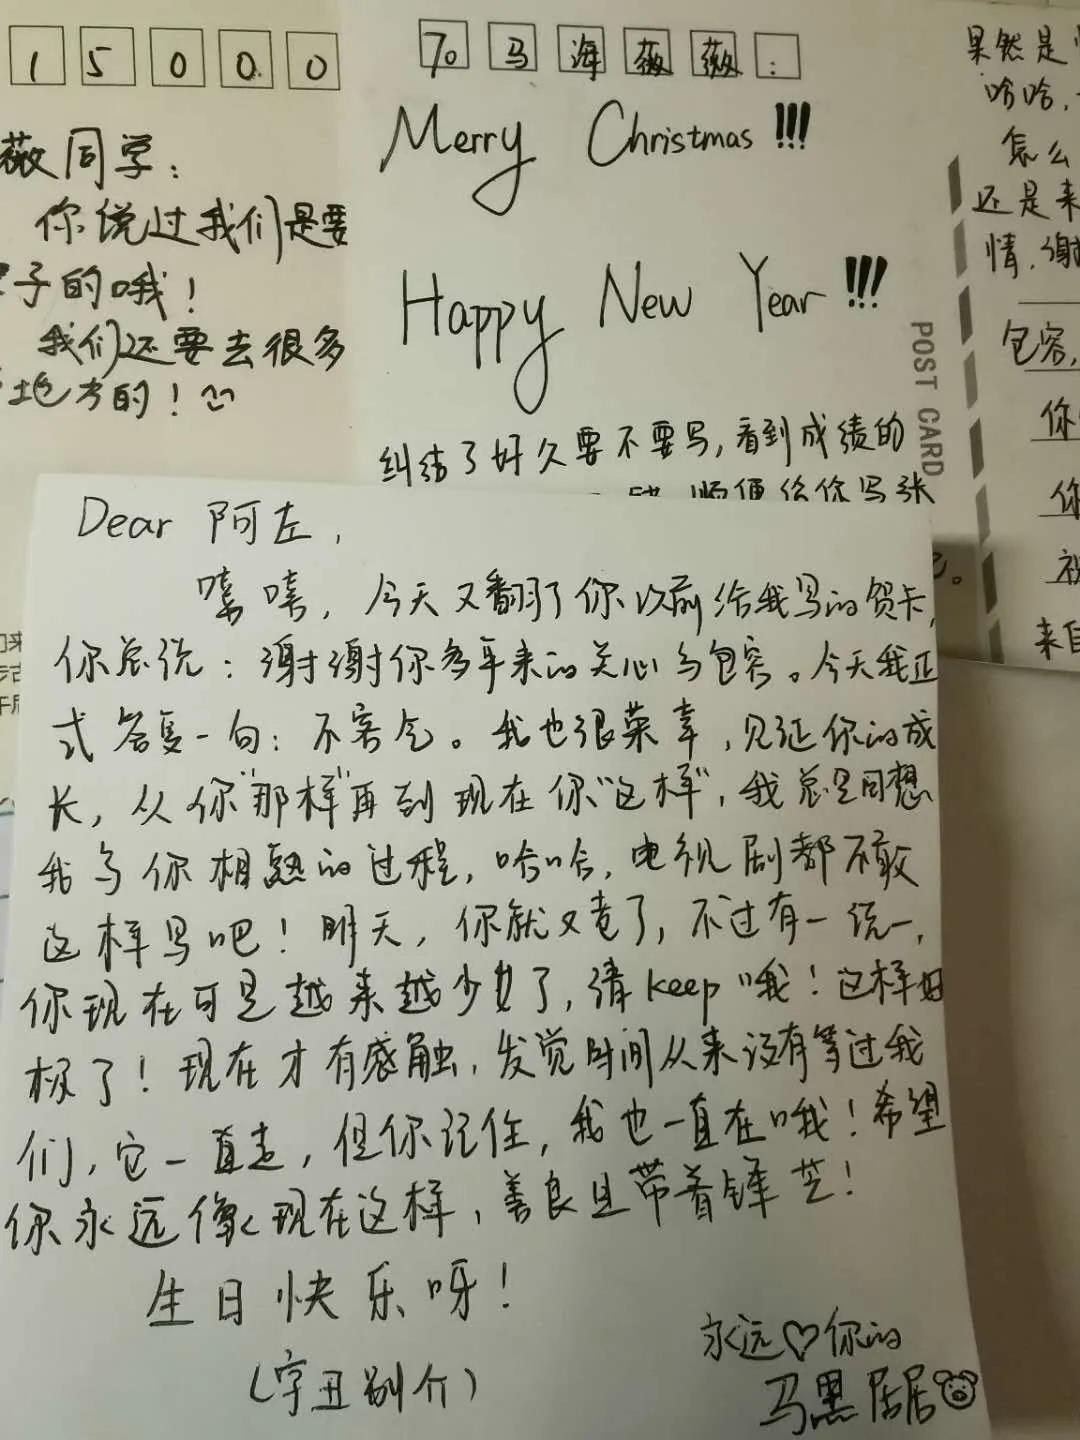 15000
薇同学：
你说过我们是要
子的哦！
我们还要去很多
地方的！
To 马海薇薇：
Merry Christmas !!!
Happy New Year !!!
纠结了好久要不要写，看到成绩的
顺便给你写张
POST CARD
果然是
哈哈，
怎么
还是来
情，谢
包容，
你
你
祝
来自
Dear 阿左，
嘻嘻，今天又翻了你以前给我写的贺卡，
你总说：谢谢你多年来的关心与包容。今天我正
式答复一句：不客气。我也很荣幸，见证你的成
长，从你"那样"再到现在你"这样"，我总是回想
我与你相熟的过程，哈哈，电视剧都不敢
这样写吧！明天，你就又老了，不过有一说一，
你现在可是越来越少女了，请keep哦！这样好
极了！现在才有感触，发觉时间从来没有等过我
们，它一直走，但你记住，我也一直在哦！希望
你永远像现在这样，善良且带着锋芒！
生日快乐呀！
（字丑别介）
永远♡你的
马黑居居